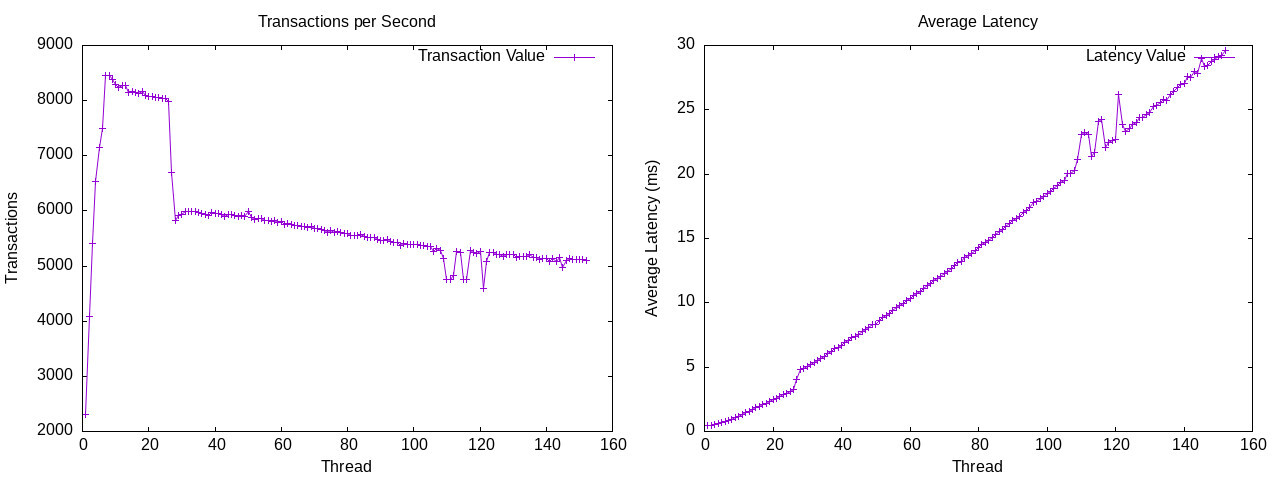 Transactions per Second
Transactions
9000
8000
7000
6000
5000
4000
3000
2000
Transaction Value
0 20 40 60 80 100 120 140 160
Thread
Average Latency
Average Latency (ms)
30
25
20
15
10
5
0
Latency Value
0 20 40 60 80 100 120 140 160
Thread